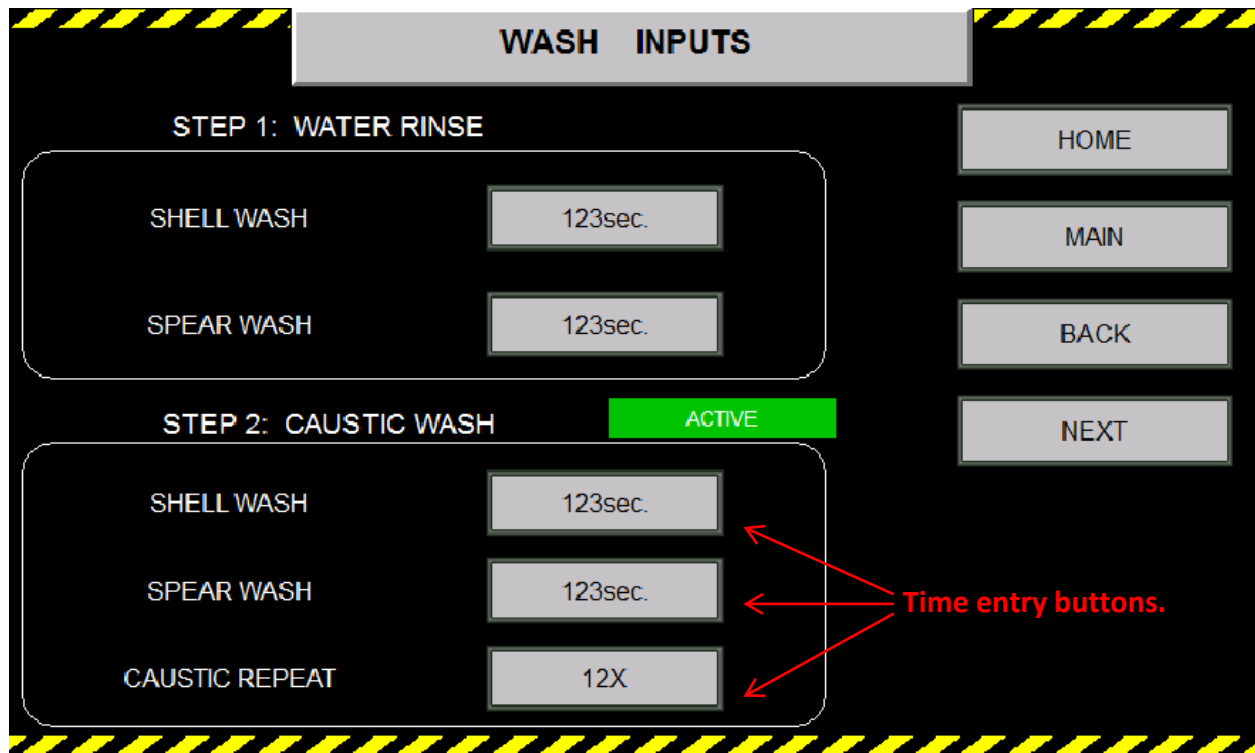 WASH INPUTS
STEP 1: WATER RINSE
SHELL WASH
123sec.
SPEAR WASH
123sec.
STEP 2: CAUSTIC WASH
ACTIVE
SHELL WASH
123sec.
SPEAR WASH
123sec.
CAUSTIC REPEAT
12X
HOME
MAIN
BACK
NEXT
Time entry buttons.